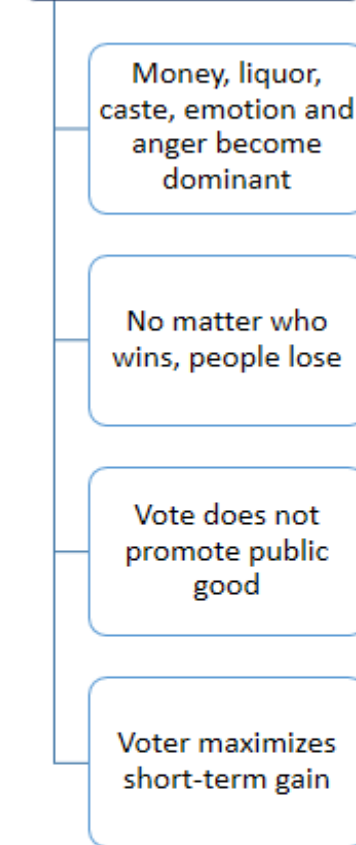 Money, liquor,
caste, emotion and
anger become
dominant
No matter who
wins, people lose
Vote does not
promote public
good
Voter maximizes
short-term gain